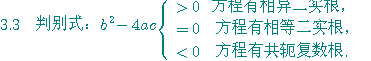 > 0 方程有相异二实根,
3.3 判别式: b²－4ac { = 0 方程有相等二实根,
< 0 方程有共轭复数根.